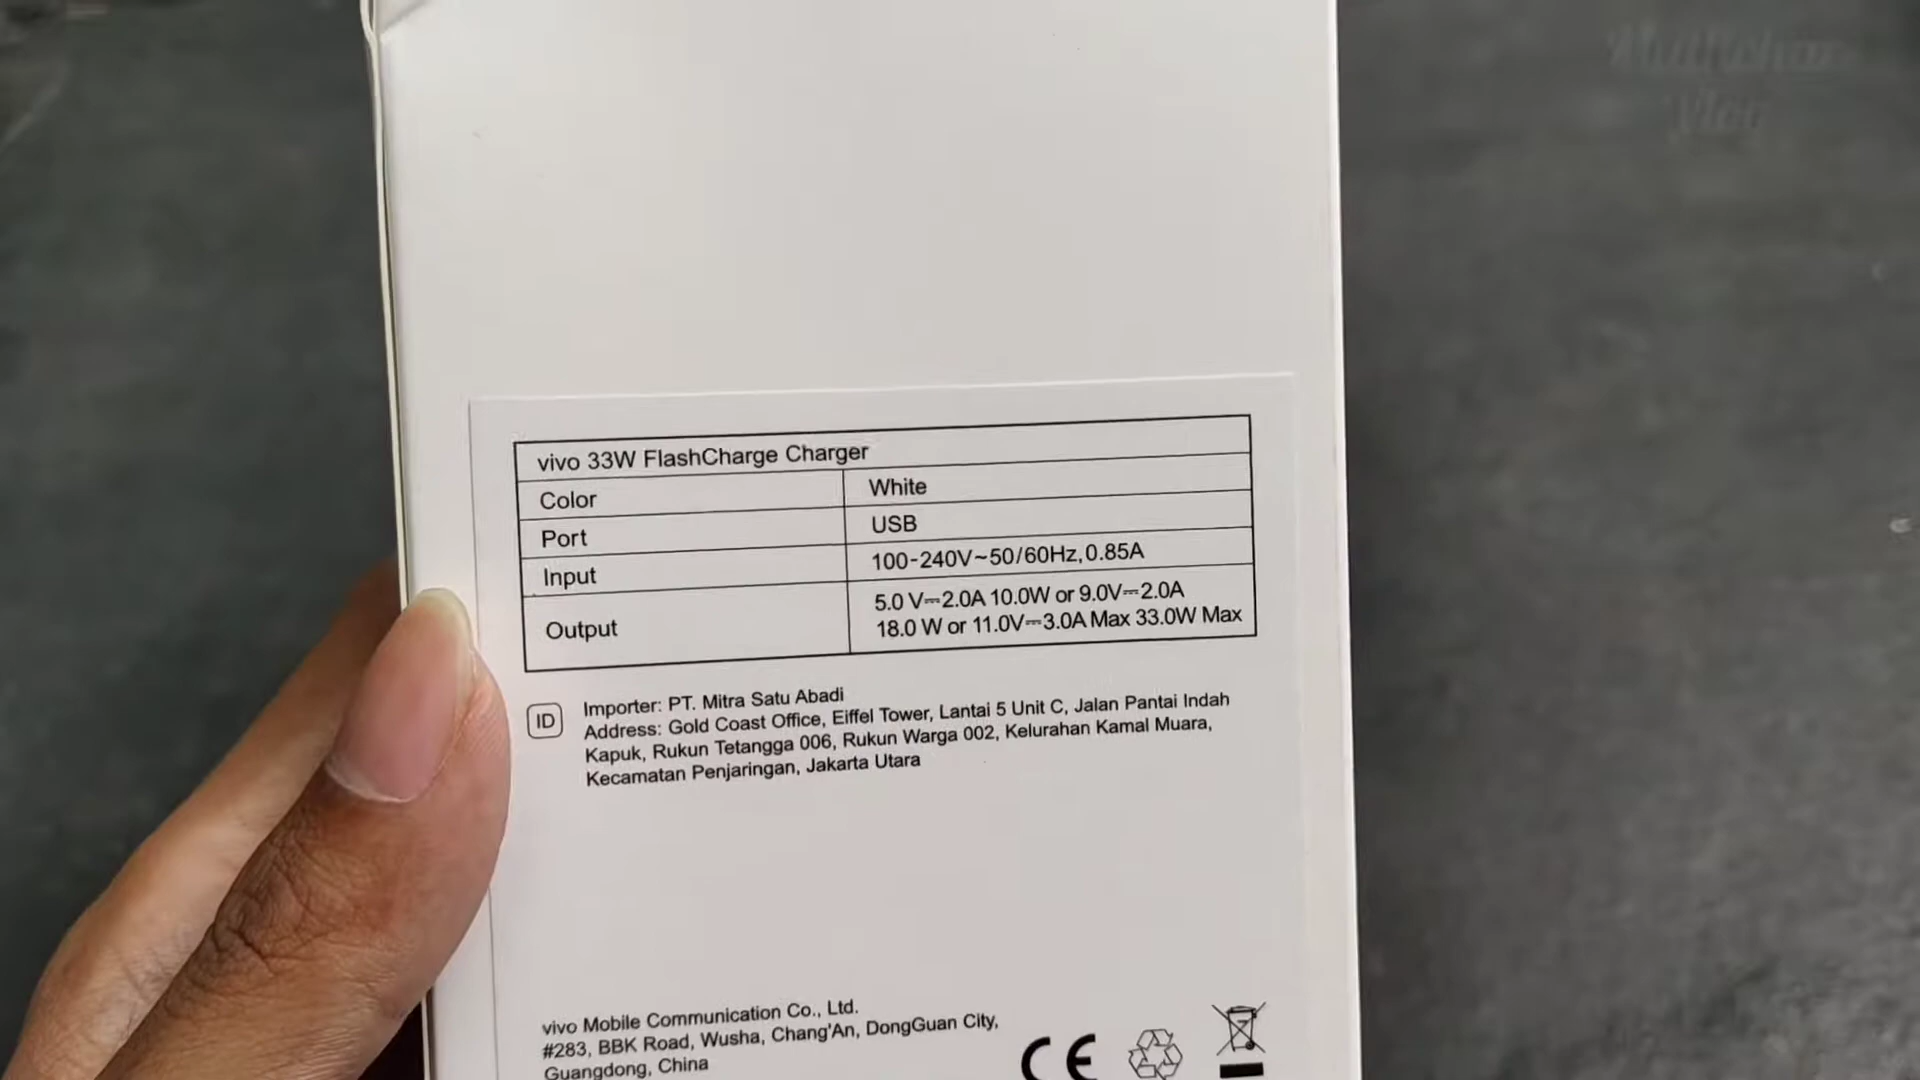 vivo 33W FlashCharge Charger
Color White
Port USB
Input 100-240V~50/60Hz,0.85A
Output 5.0 V⎓2.0A 10.0W or 9.0V⎓2.0A
18.0 W or 11.0V⎓3.0A Max 33.0W Max
ID
Importer: PT. Mitra Satu Abadi
Address: Gold Coast Office, Eiffel Tower, Lantai 5 Unit C, Jalan Pantai Indah
Kapuk, Rukun Tetangga 006, Rukun Warga 002, Kelurahan Kamal Muara,
Kecamatan Penjaringan, Jakarta Utara
vivo Mobile Communication Co., Ltd.
#283, BBK Road, Wusha, Chang'An, DongGuan City,
Guangdong, China
CE